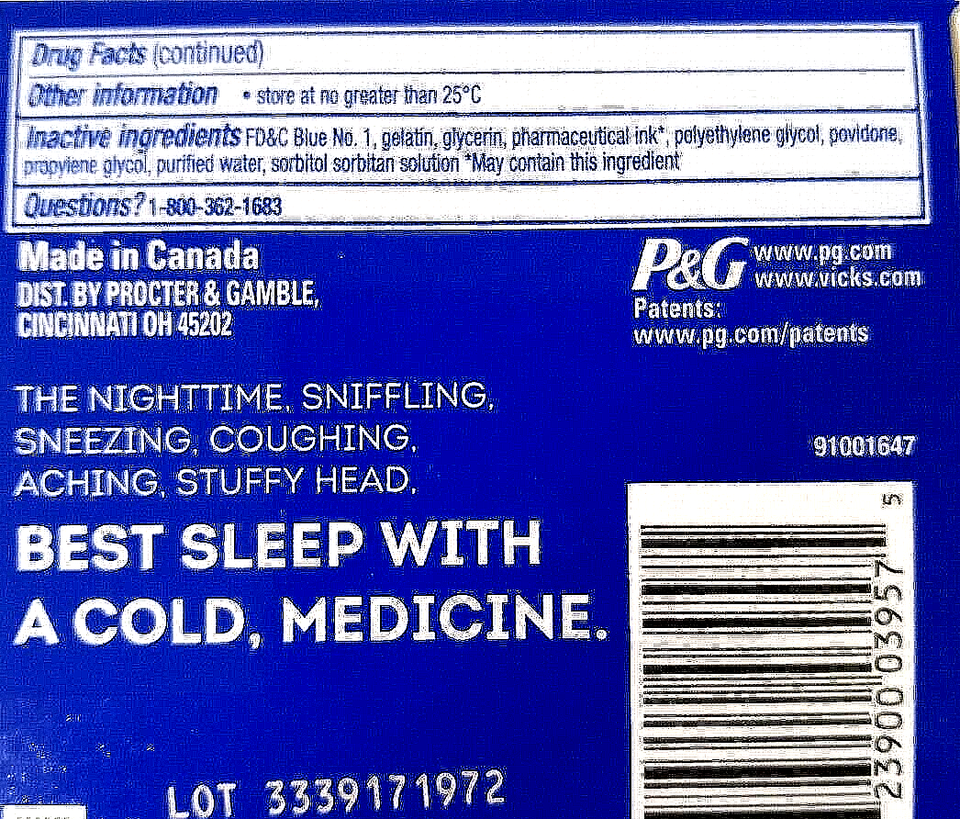 Drug Facts (continued)
Other information • store at no greater than 25°C
Inactive ingredients FD&C Blue No. 1, gelatin, glycerin, pharmaceutical ink*, polyethylene glycol, povidone,
propylene glycol, purified water, sorbitol sorbitan solution *May contain this ingredient
Questions? 1-800-362-1683
Made in Canada
DIST. BY PROCTER & GAMBLE,
CINCINNATI OH 45202
P&G www.pg.com
www.vicks.com
Patents:
www.pg.com/patents
THE NIGHTTIME, SNIFFLING,
SNEEZING, COUGHING,
ACHING, STUFFY HEAD,
BEST SLEEP WITH
A COLD, MEDICINE.
91001647
23900 03957 5
LOT 3339171972